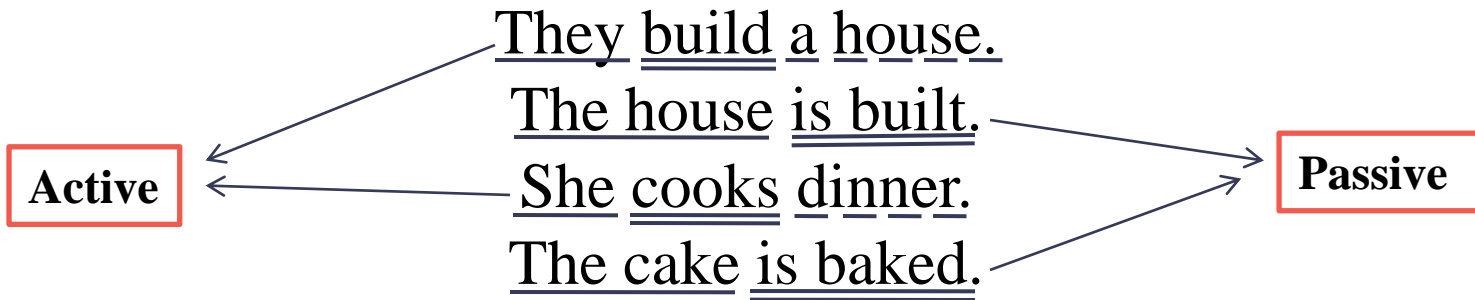 They build a house.
The house is built.
Active
She cooks dinner.
Passive
The cake is baked.